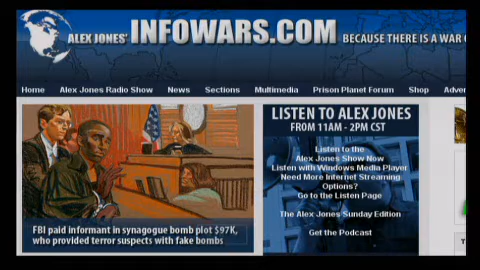 ALEX JONES' INFOWARS.COM BECAUSE THERE IS A WAR
Home Alex Jones Radio Show News Sections Multimedia Prison Planet Forum Shop Adver
LISTEN TO ALEX JONES
FROM 11AM - 2PM CST
Listen to the
Alex Jones Show Now
Listen with Windows Media Player
Need More Internet Streaming
Options?
Go to the Listen Page
The Alex Jones Sunday Edition
Get the Podcast
FBI paid informant in synagogue bomb plot $97K,
who provided terror suspects with fake bombs